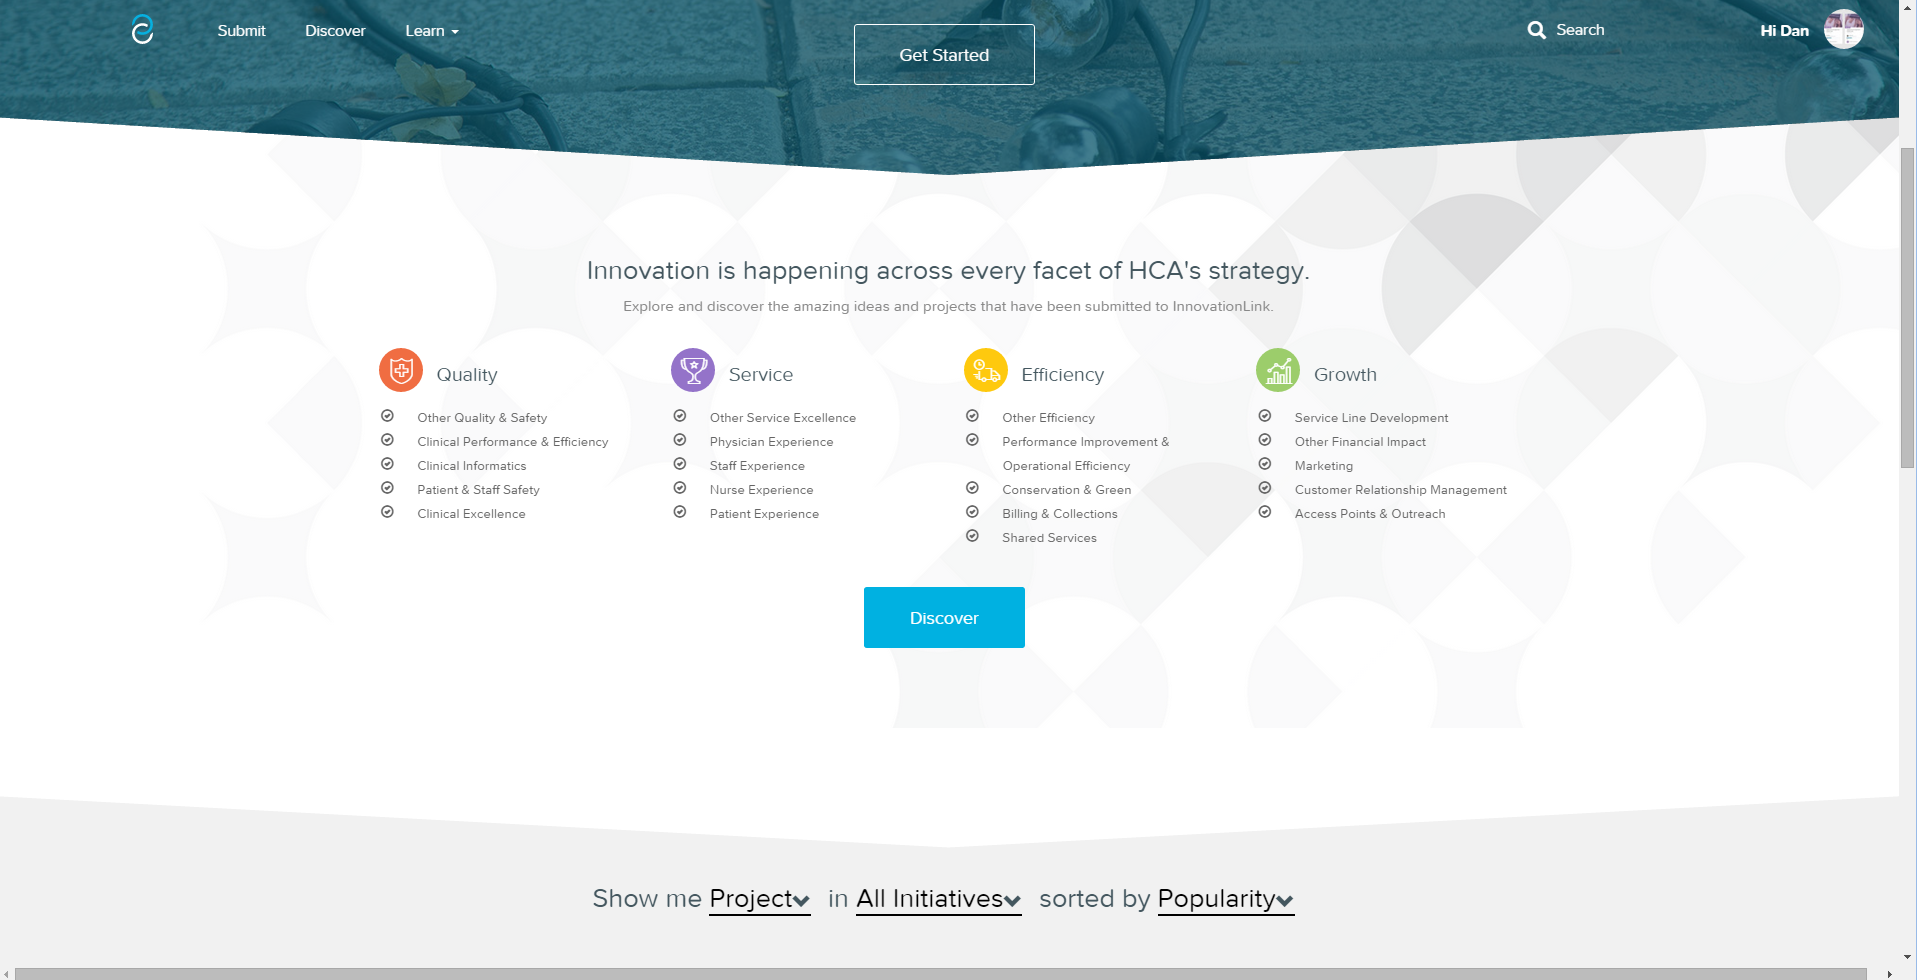 Submit Discover Learn
Get Started
Search
Hi Dan
Innovation is happening across every facet of HCA's strategy.
Explore and discover the amazing ideas and projects that have been submitted to InnovationLink.
Quality
Other Quality & Safety
Clinical Performance & Efficiency
Clinical Informatics
Patient & Staff Safety
Clinical Excellence
Service
Other Service Excellence
Physician Experience
Staff Experience
Nurse Experience
Patient Experience
Efficiency
Other Efficiency
Performance Improvement &
Operational Efficiency
Conservation & Green
Billing & Collections
Shared Services
Growth
Service Line Development
Other Financial Impact
Marketing
Customer Relationship Management
Access Points & Outreach
Discover
Show me Project in All Initiatives sorted by Popularity